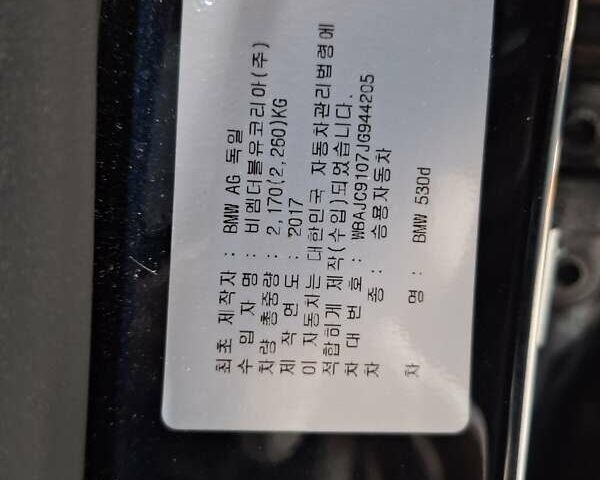 최초 제작자 : BMW AG 독일
수 입 자 명 : 비엠더블유코리아(주)
차량 총중량 : 2,170(2,260)KG
제 작 연 도 : 2017
이 자동차는 대한민국 자동차관리법령에
적합하게 제작(수입)되었습니다.
차 대 번 호 : WBAJC9107JG944205
차 종 : 승용자동차
차 명 : BMW 530d